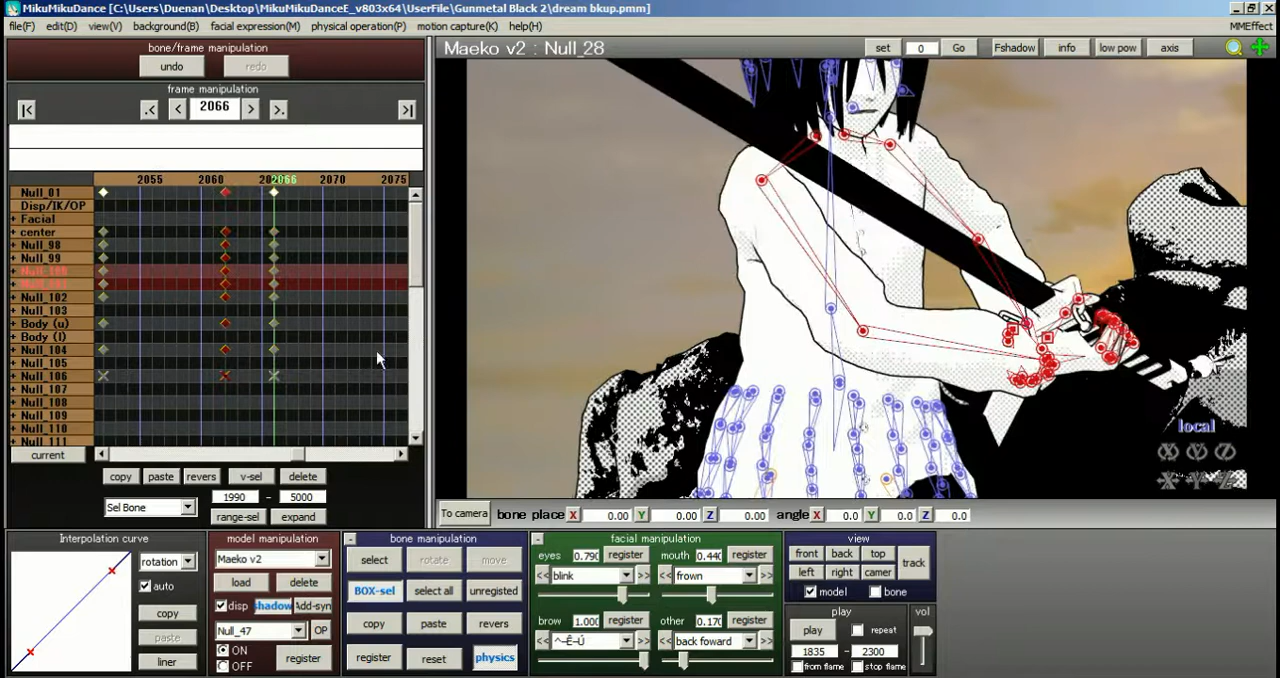 MikuMikuDance [C:\Users\Duenan\Desktop\MikuMikuDanceE_v803x64\UserFile\Gunmetal Black 2\dream bkup.pmm]
file(F) edit(D) view(V) background(B) facial expression(M) physical operation(P) motion capture(K) help(H) MMEffect
bone/frame manipulation
undo redo
frame manipulation
2066
Maeko v2 : Null_28
set 0 Go Fshadow info low pow axis
2055 2060 2066 2070 2075
Null_01
Disp/IK/OP
+ Facial
+ center
+ Null_98
+ Null_99
+ Null_100
+ Null_101
+ Null_102
Null_103
+ Body (u)
Body (l)
+ Null_104
Null_105
+ Null_106
Null_107
Null_108
Null_109
Null_110
Null_111
current
copy paste revers v-sel delete
Sel Bone 1990 - 5000
range-sel expand
local
X Y Z
X Y Z
To camera bone place X 0.00 Y 0.00 Z 0.00 angle X 0.0 Y 0.0 Z 0.0
Interpolation curve
rotation
auto
copy
paste
liner
model manipulation
Maeko v2
load delete
disp shadow Add-syn
Null_47 OP
ON
OFF
register
- bone manipulation
select rotate move
BOX-sel select all unregisted
copy paste revers
register reset physics
- facial manipulation
eyes 0.790 register mouth 0.440 register
<< blink >> << frown >>
brow 1.000 register other 0.170 register
<< ^-Ê-Ú >> << back foward >>
view
front back top
left right camer
track
model bone
play
play repeat
1835 - 2300
from flame stop flame
vol